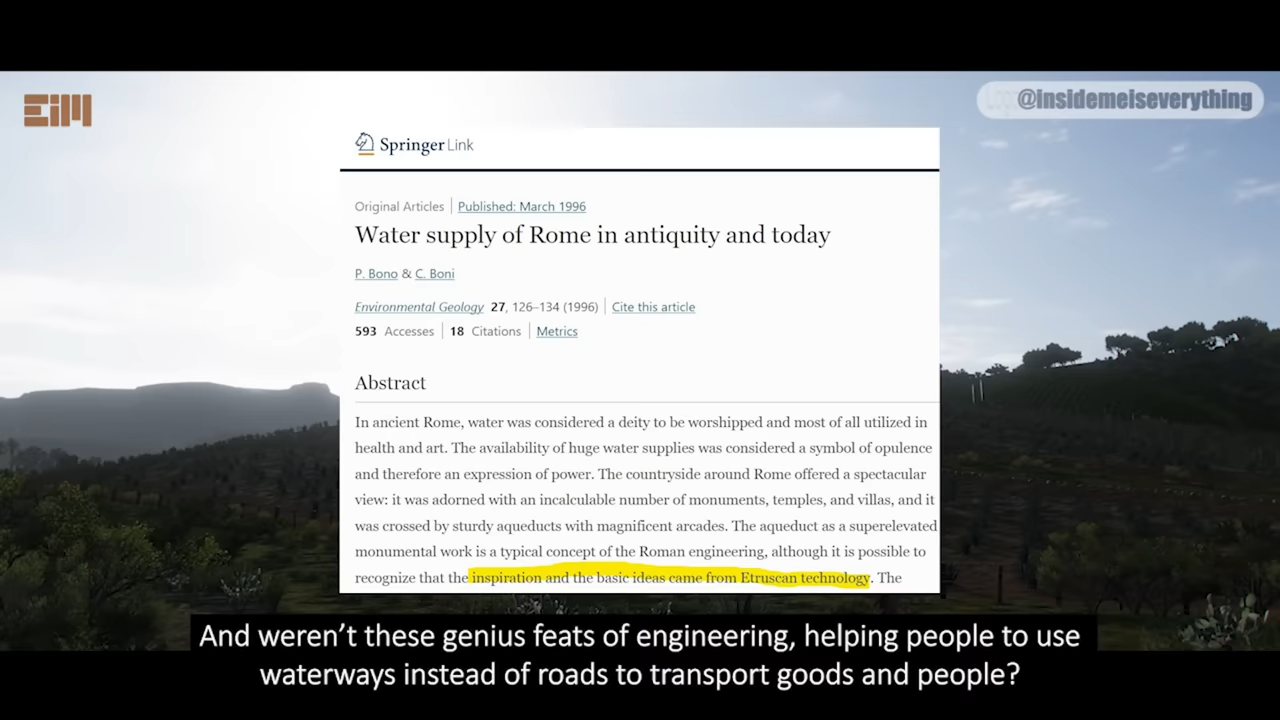 EiM
@insidemeiseverything
Springer Link
Original Articles | Published: March 1996
Water supply of Rome in antiquity and today
P. Bono & C. Boni
Environmental Geology 27, 126–134 (1996) | Cite this article
593 Accesses | 18 Citations | Metrics
Abstract
In ancient Rome, water was considered a deity to be worshipped and most of all utilized in
health and art. The availability of huge water supplies was considered a symbol of opulence
and therefore an expression of power. The countryside around Rome offered a spectacular
view: it was adorned with an incalculable number of monuments, temples, and villas, and it
was crossed by sturdy aqueducts with magnificent arcades. The aqueduct as a superelevated
monumental work is a typical concept of the Roman engineering, although it is possible to
recognize that the inspiration and the basic ideas came from Etruscan technology. The
And weren't these genius feats of engineering, helping people to use
waterways instead of roads to transport goods and people?